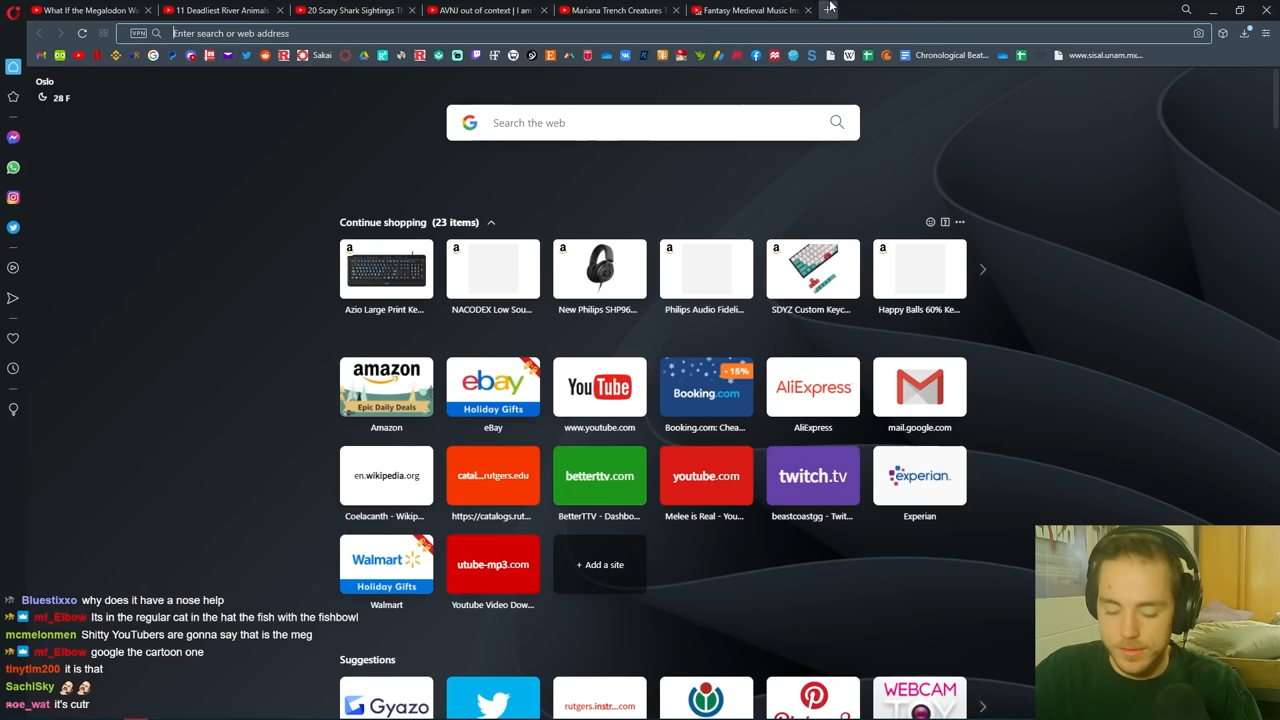 What If the Megalodon Wa
11 Deadliest River Animals
20 Scary Shark Sightings Th
AVNJ out of context | I am
Mariana Trench Creatures T
Fantasy Medieval Music Ins
VPN
Enter search or web address
Sakai
Chronological Beat...
www.sisal.unam.mx...
Oslo
28 F
Search the web
Continue shopping (23 items)
Azio Large Print Ke...
NACODEX Low Sou...
New Philips SHP96...
Philips Audio Fideli...
SDYZ Custom Keyc...
Happy Balls 60% Ke...
amazon
Epic Daily Deals
Amazon
ebay
Holiday Gifts
eBay
YouTube
www.youtube.com
- 15%
Booking.com
Booking.com: Chea...
AliExpress
AliExpress
mail.google.com
en.wikipedia.org
Coelacanth - Wikip...
catal...rutgers.edu
https://catalogs.rut...
betterttv.com
BetterTTV - Dashbo...
youtube.com
Melee is Real - You...
twitch.tv
beastcoastgg - Twit...
experian.
Experian
Walmart
Holiday Gifts
Walmart
utube-mp3.com
Youtube Video Dow...
+ Add a site
Suggestions
Gyazo
rutgers.instr...com
WEBCAM
TOY
Bluestixxo why does it have a nose help
mf_Elbow Its in the regular cat in the hat the fish with the fishbowl
mcmelonmen Shitty YouTubers are gonna say that is the meg
mf_Elbow google the cartoon one
tinytim200 it is that
SachISky
noe_wat it's cutr